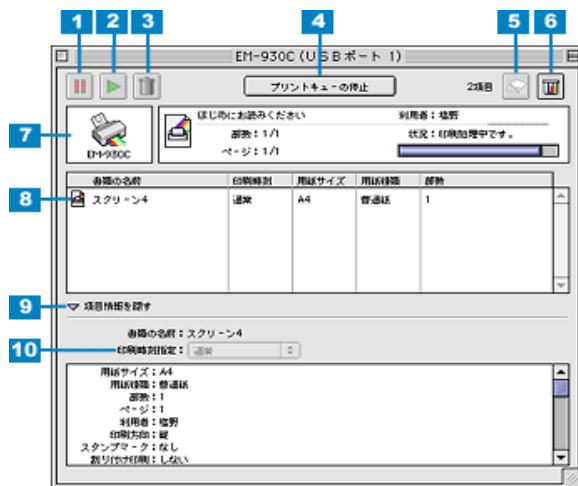 1
2
3
4
5
6
EM-930C (USBポート 1)
プリントキューの停止
2項目
7
EM-930C
はじめにお読みください
利用者：塩野
部数：1/1
状況：印刷処理中です。
ページ：1/1
書類の名前 印刷時刻 用紙サイズ 用紙種類 部数
8
スクリーン4 通常 A4 普通紙 1
9
項目情報を隠す
書類の名前：スクリーン4
10
印刷時刻指定： 通常
用紙サイズ：A4
用紙種類：普通紙
部数：1
ページ：1
利用者：塩野
印刷方向：縦
スタンプマーク：なし
割り付け印刷：しない